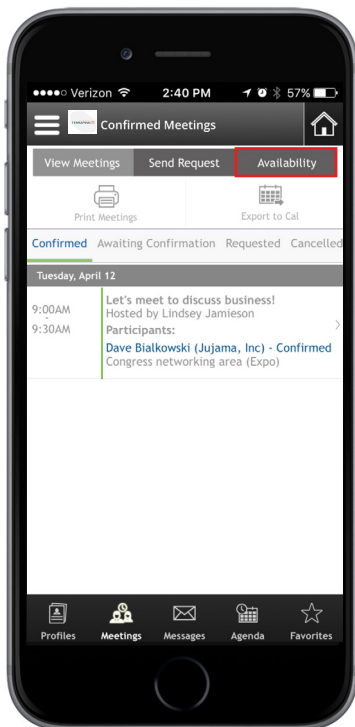 Verizon 2:40 PM 57%
Confirmed Meetings
View Meetings Send Request Availability
Print Meetings Export to Cal
Confirmed Awaiting Confirmation Requested Cancelled
Tuesday, April 12
9:00AM Let's meet to discuss business!
- Hosted by Lindsey Jamieson
9:30AM Participants:
Dave Bialkowski (Jujama, Inc) - Confirmed
Congress networking area (Expo)
Profiles Meetings Messages Agenda Favorites